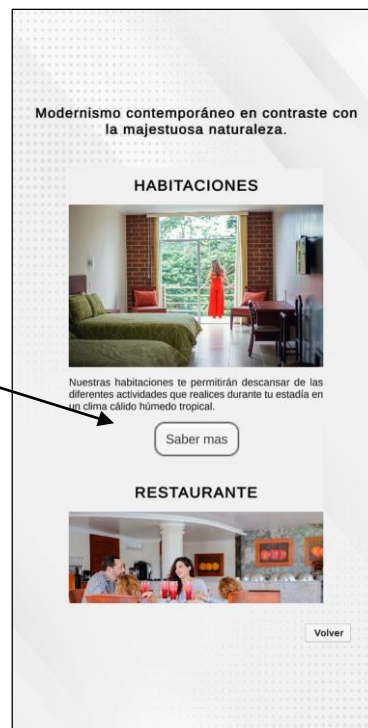 Modernismo contemporáneo en contraste con
la majestuosa naturaleza.
HABITACIONES
Nuestras habitaciones te permitirán descansar de las
diferentes actividades que realices durante tu estadía en
un clima cálido húmedo tropical.
Saber mas
RESTAURANTE
Volver